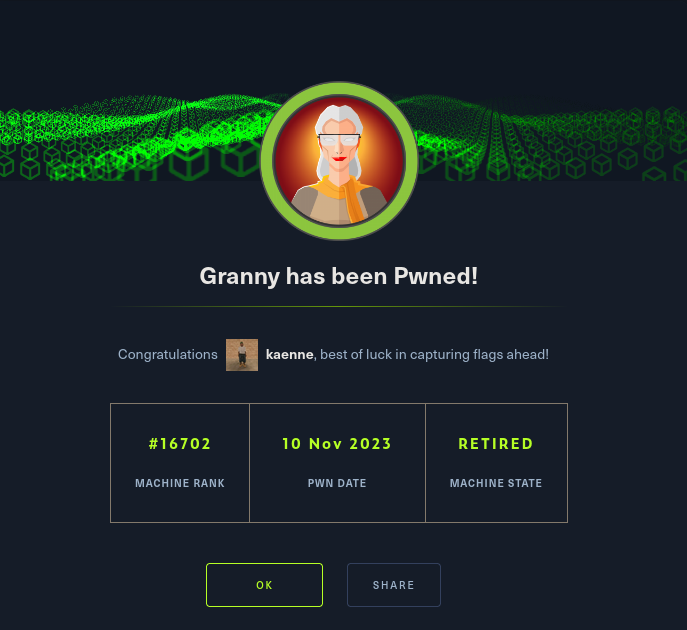 Granny has been Pwned!
Congratulations kaenne, best of luck in capturing flags ahead!
#16702 10 Nov 2023 RETIRED
MACHINE RANK PWN DATE MACHINE STATE
OK SHARE